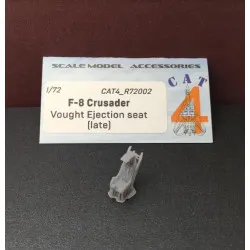 SCALE MODEL ACCESSORIES
1/72 CAT4_R72002
F-8 Crusader
Vought Ejection seat
(late)
CAT
4